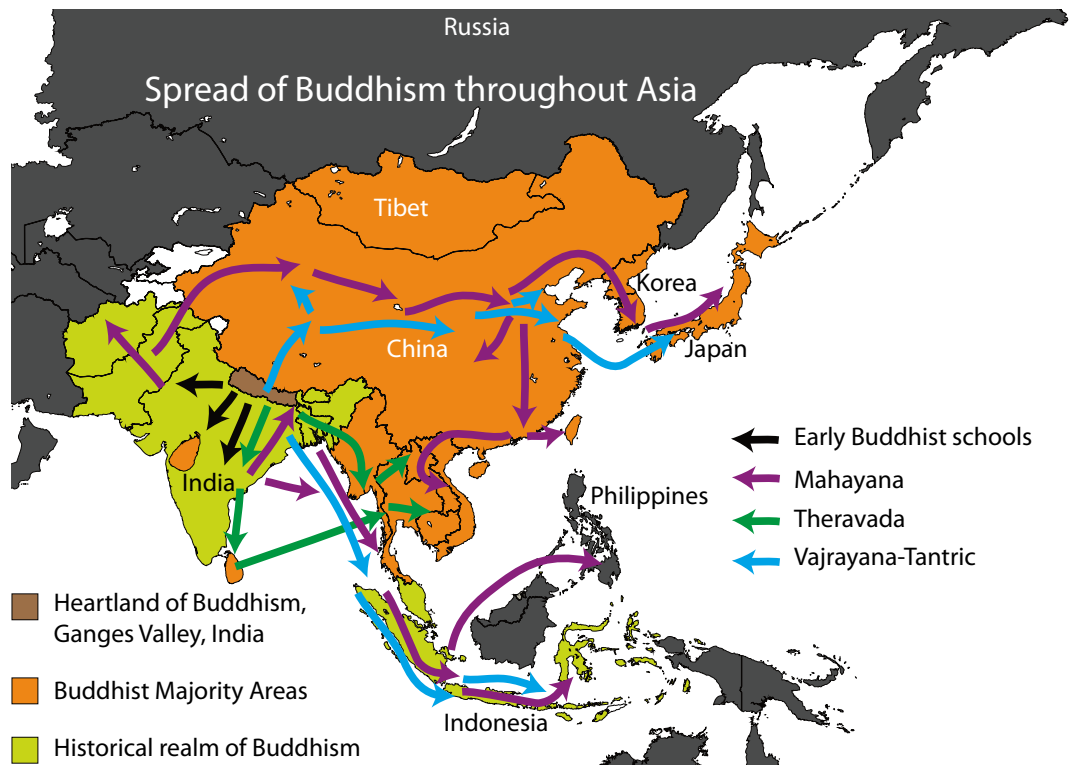 Russia
Spread of Buddhism throughout Asia
Tibet
Korea
China
Japan
India
Philippines
Indonesia
Early Buddhist schools
Mahayana
Theravada
Vajrayana-Tantric
Heartland of Buddhism,
Ganges Valley, India
Buddhist Majority Areas
Historical realm of Buddhism